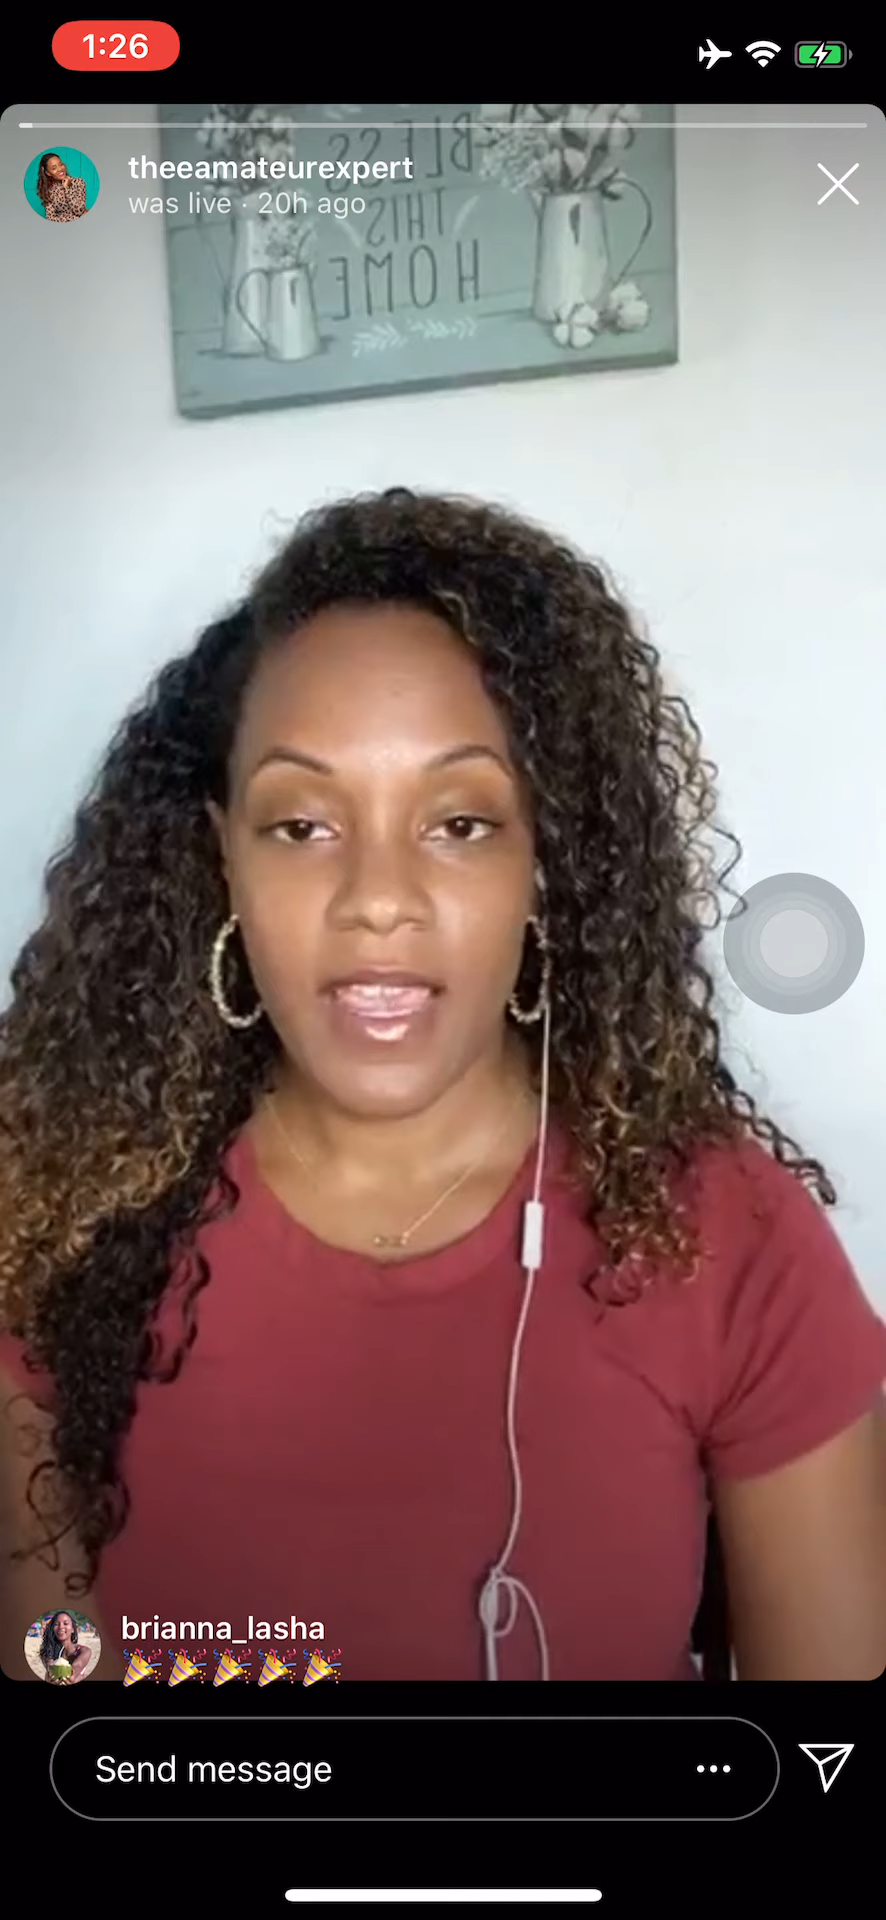 1:26
theeamateurexpert
was live · 20h ago
BLESS
THIS
HOME
brianna_lasha
🎉🎉🎉🎉🎉
Send message